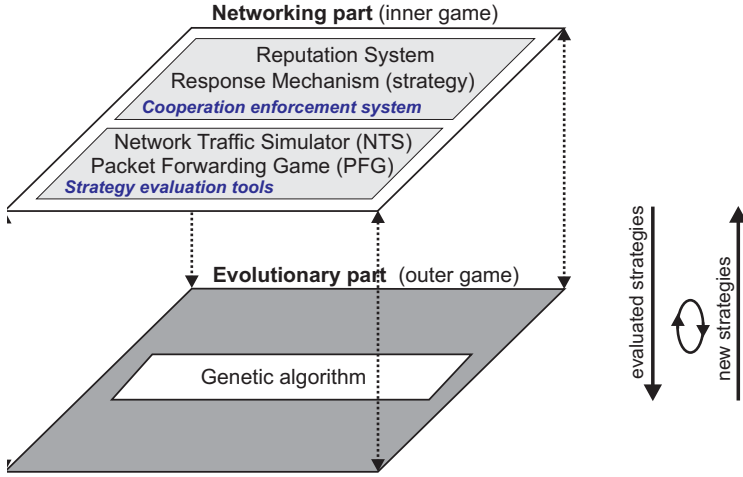 Networking part (inner game)
Reputation System
Response Mechanism (strategy)
Cooperation enforcement system
Network Traffic Simulator (NTS)
Packet Forwarding Game (PFG)
Strategy evaluation tools
Evolutionary part (outer game)
Genetic algorithm
evaluated strategies
new strategies